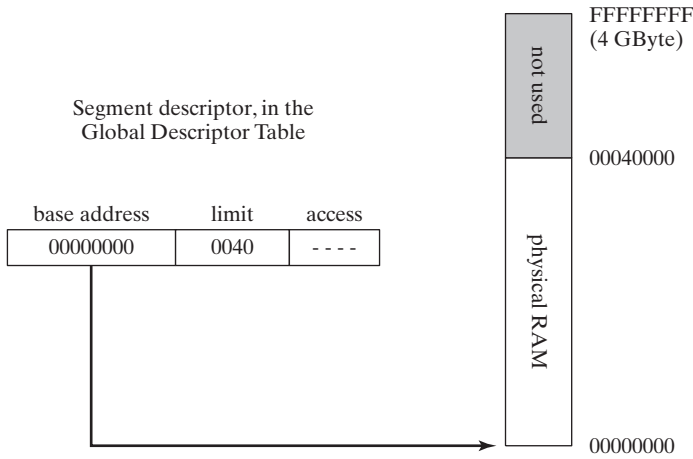 FFFFFFFF
(4 GByte)
not used
Segment descriptor, in the
Global Descriptor Table
00040000
base address limit access
00000000 0040 - - - -
physical RAM
00000000